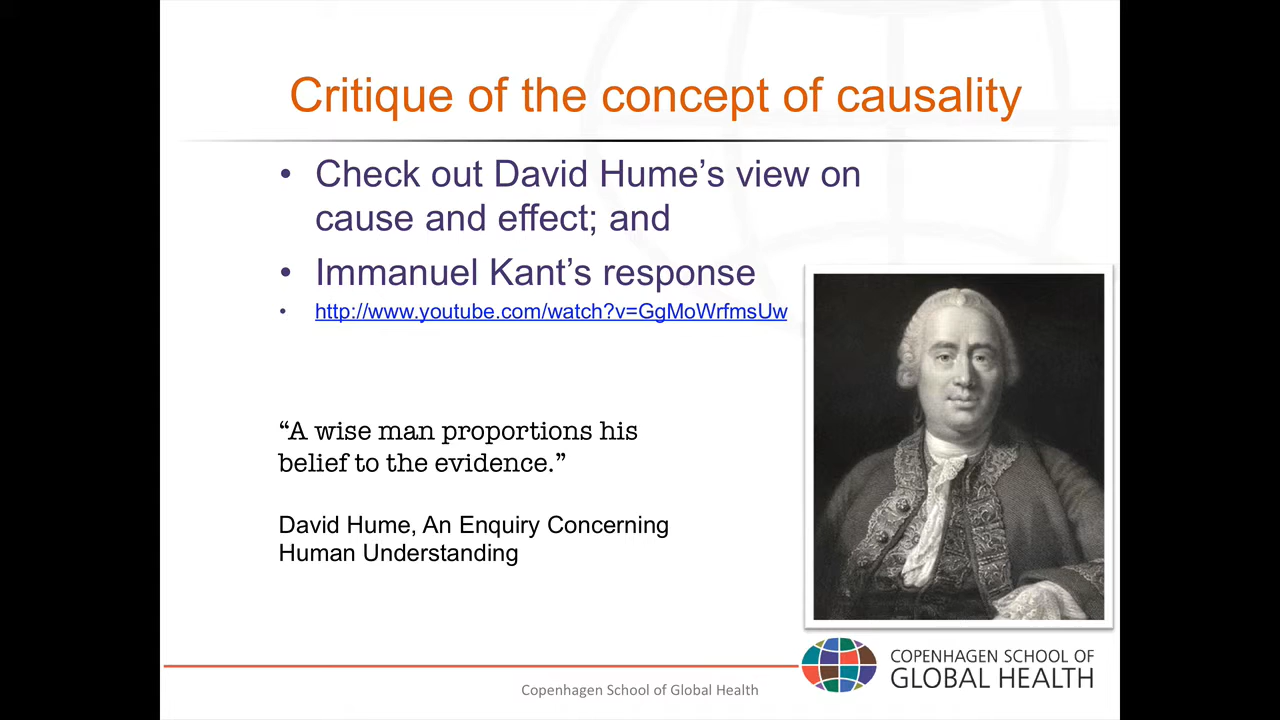 Critique of the concept of causality
• Check out David Hume’s view on
cause and effect; and
• Immanuel Kant’s response
• http://www.youtube.com/watch?v=GgMoWrfmsUw
“A wise man proportions his
belief to the evidence.”
David Hume, An Enquiry Concerning
Human Understanding
COPENHAGEN SCHOOL OF
GLOBAL HEALTH
Copenhagen School of Global Health